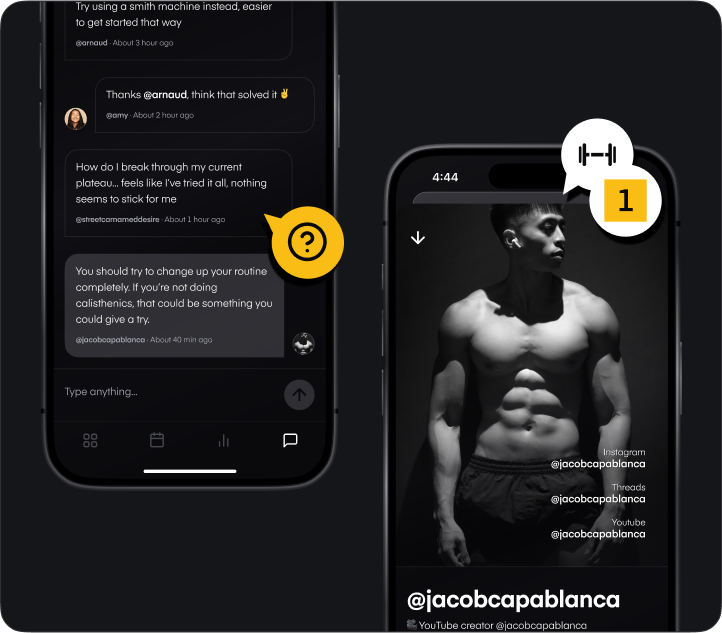 Try using a smith machine instead, easier
to get started that way
@arnaud · About 3 hour ago
Thanks @arnaud, think that solved it ✌️
@amy · About 2 hour ago
How do I break through my current
plateau... feels like I've tried it all, nothing
seems to stick for me
@streetcarnameddesire · About 1 hour ago
You should try to change up your routine
completely. If you're not doing
calisthenics, that could be something you
could give a try.
@jacobcapablanca · About 40 min ago
Type anything...
4:44
1
Instagram
@jacobcapablanca
Threads
@jacobcapablanca
Youtube
@jacobcapablanca
@jacobcapablanca
YouTube creator @jacobcapablanca